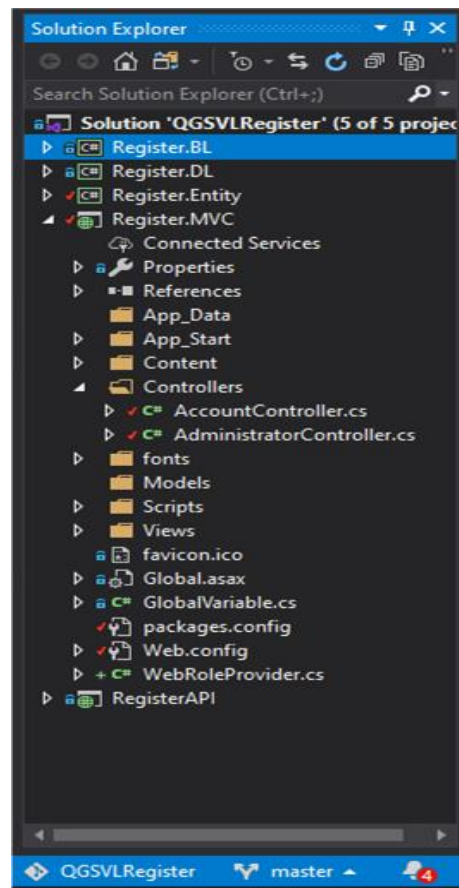 Solution Explorer
Search Solution Explorer (Ctrl+;)
Solution 'QGSVLRegister' (5 of 5 projec
C# Register.BL
C# Register.DL
C# Register.Entity
Register.MVC
Connected Services
Properties
References
App_Data
App_Start
Content
Controllers
C# AccountController.cs
C# AdministratorController.cs
fonts
Models
Scripts
Views
favicon.ico
Global.asax
C# GlobalVariable.cs
packages.config
Web.config
+ C# WebRoleProvider.cs
RegisterAPI
QGSVLRegister master 4